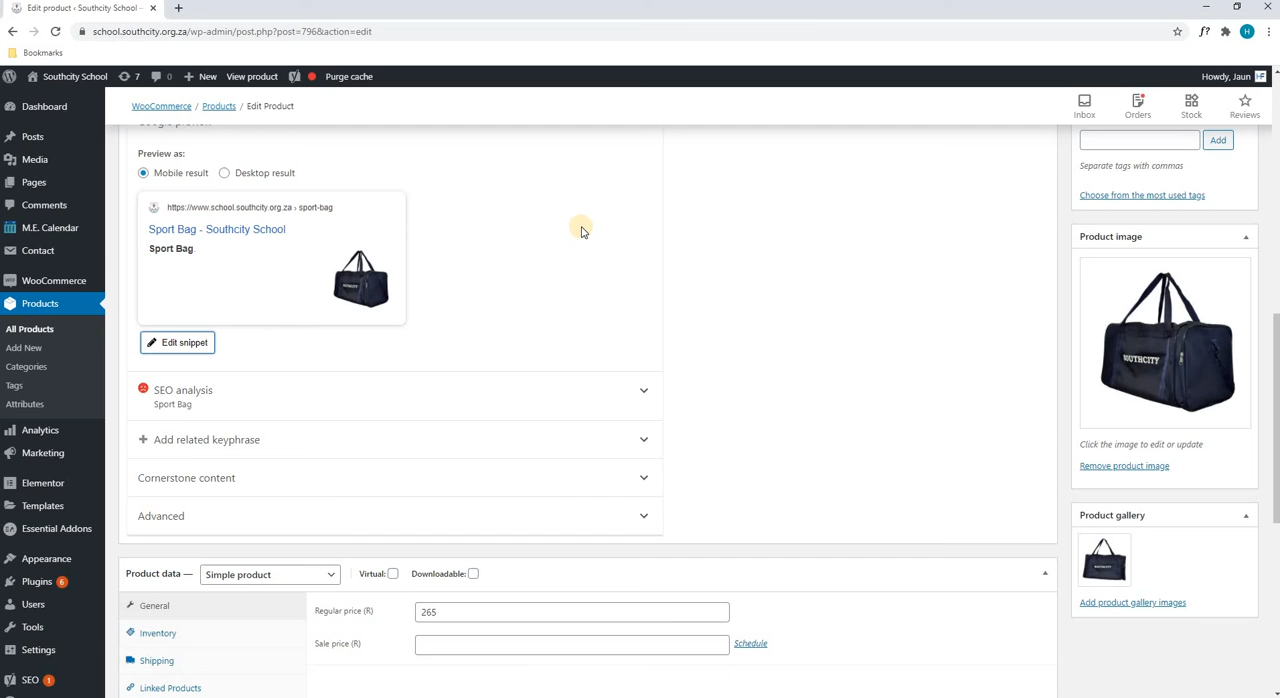 Edit product ‹ Southcity School –
school.southcity.org.za/wp-admin/post.php?post=796&action=edit
f?
H
Bookmarks
Southcity School
7
0
New
View product
Purge cache
Howdy, Jaun
Dashboard
Posts
Media
Pages
Comments
M.E. Calendar
Contact
WooCommerce
Products
All Products
Add New
Categories
Tags
Attributes
Analytics
Marketing
Elementor
Templates
Essential Addons
Appearance
Plugins 6
Users
Tools
Settings
SEO 1
WooCommerce / Products / Edit Product
Inbox
Orders
Stock
Reviews
Google preview
Preview as:
Mobile result
Desktop result
https://www.school.southcity.org.za › sport-bag
Sport Bag - Southcity School
Sport Bag
Edit snippet
SEO analysis
Sport Bag
Add related keyphrase
Cornerstone content
Advanced
Product data —
Simple product
Virtual:
Downloadable:
General
Inventory
Shipping
Linked Products
Regular price (R)
265
Sale price (R)
Schedule
Add
Separate tags with commas
Choose from the most used tags
Product image
SOUTHCITY
Click the image to edit or update
Remove product image
Product gallery
Add product gallery images